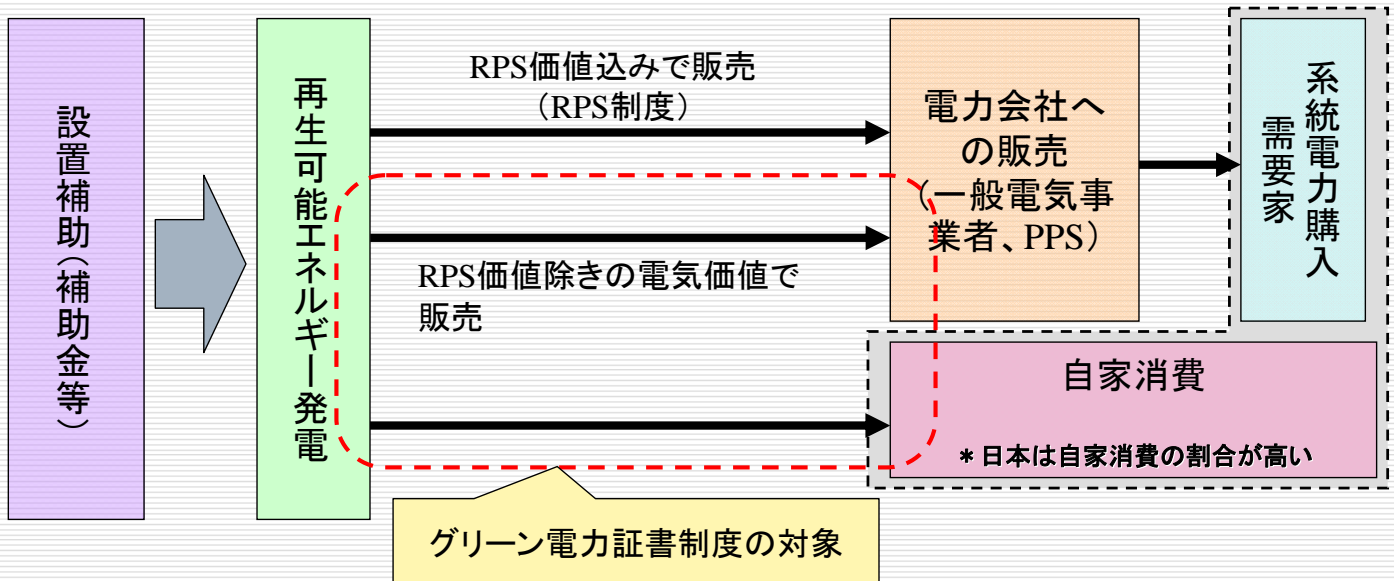 設置補助（補助金等）
再生可能エネルギー発電
RPS価値込みで販売
（RPS制度）
RPS価値除きの電気価値で
販売
電力会社へ
の販売
（一般電気事
業者、PPS）
系統電力購入
需要家
自家消費
＊日本は自家消費の割合が高い
グリーン電力証書制度の対象